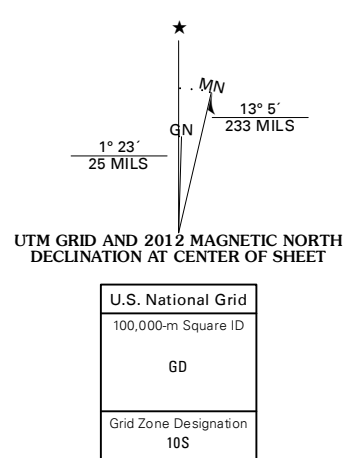 ★
MN
13° 5´
233 MILS
GN
1° 23´
25 MILS
UTM GRID AND 2012 MAGNETIC NORTH
DECLINATION AT CENTER OF SHEET
U.S. National Grid
100,000-m Square ID
GD
Grid Zone Designation
10S